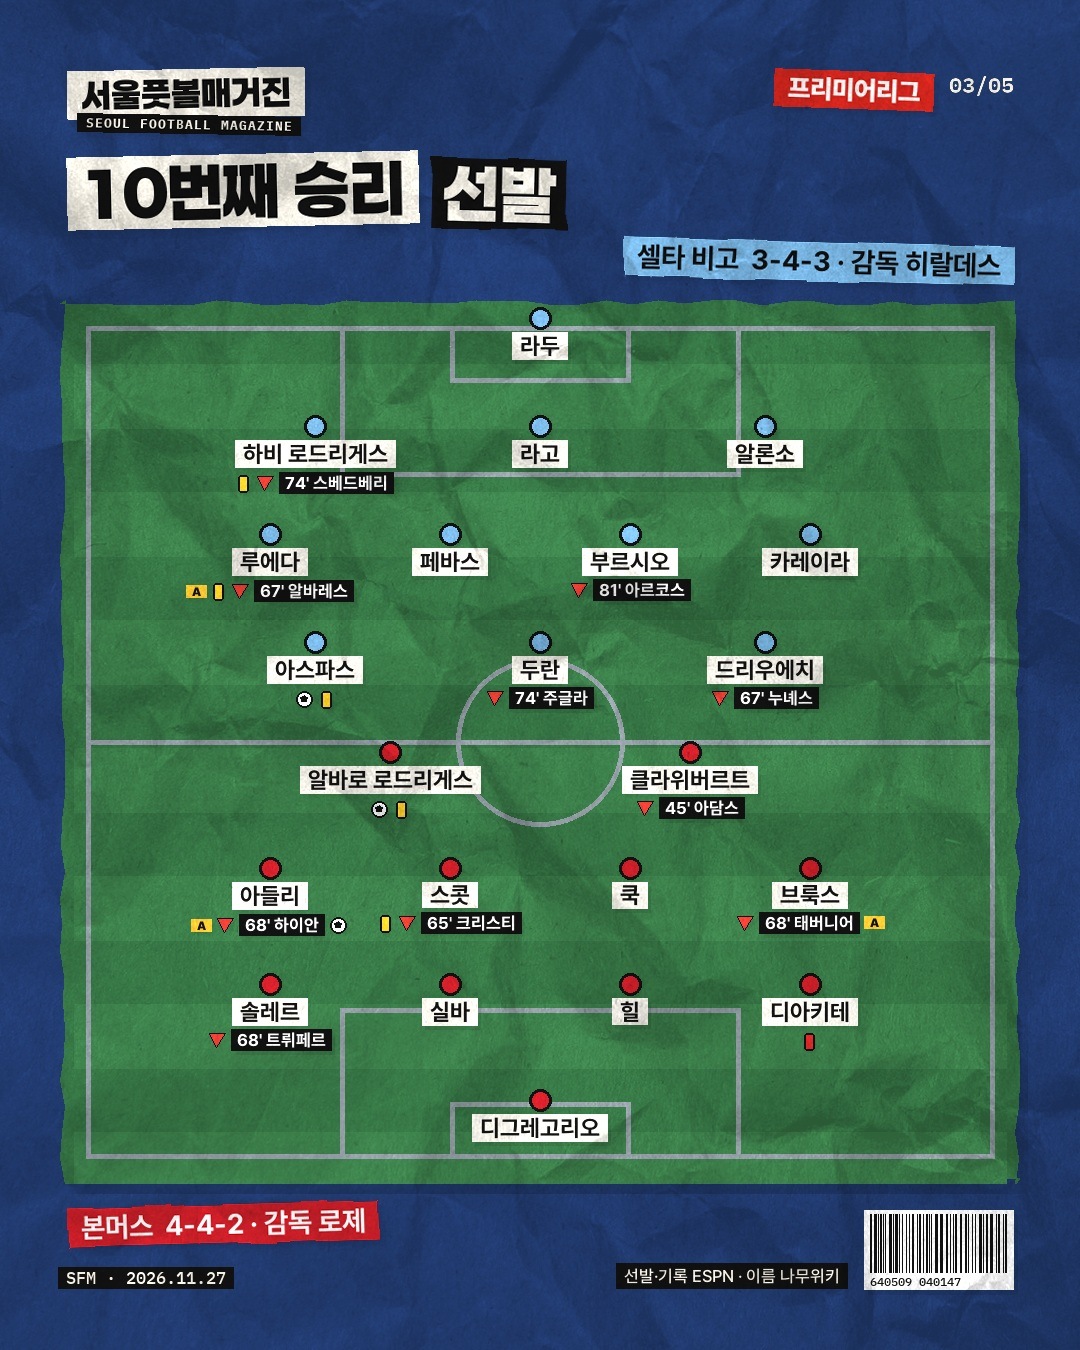 서울풋볼매거진
SEOUL FOOTBALL MAGAZINE
프리미어리그 03/05
10번째 승리 선발
셀타 비고 3-4-3 · 감독 히랄데스
라두
하비 로드리게스 라고 알론소
74' 스베드베리
루에다 페바스 부르시오 카레이라
A 67' 알바레스 81' 아르코스
아스파스 두란 드리우에치
74' 주글라 67' 누녜스
알바로 로드리게스 클라위버르트
45' 아담스
아들리 스콧 쿡 브룩스
A 68' 하이안 65' 크리스티 68' 태버니어 A
솔레르 실바 힐 디아키테
68' 트뤼페르
디그레고리오
본머스 4-4-2 · 감독 로제
SFM · 2026.11.27
선발·기록 ESPN · 이름 나무위키
640509 040147